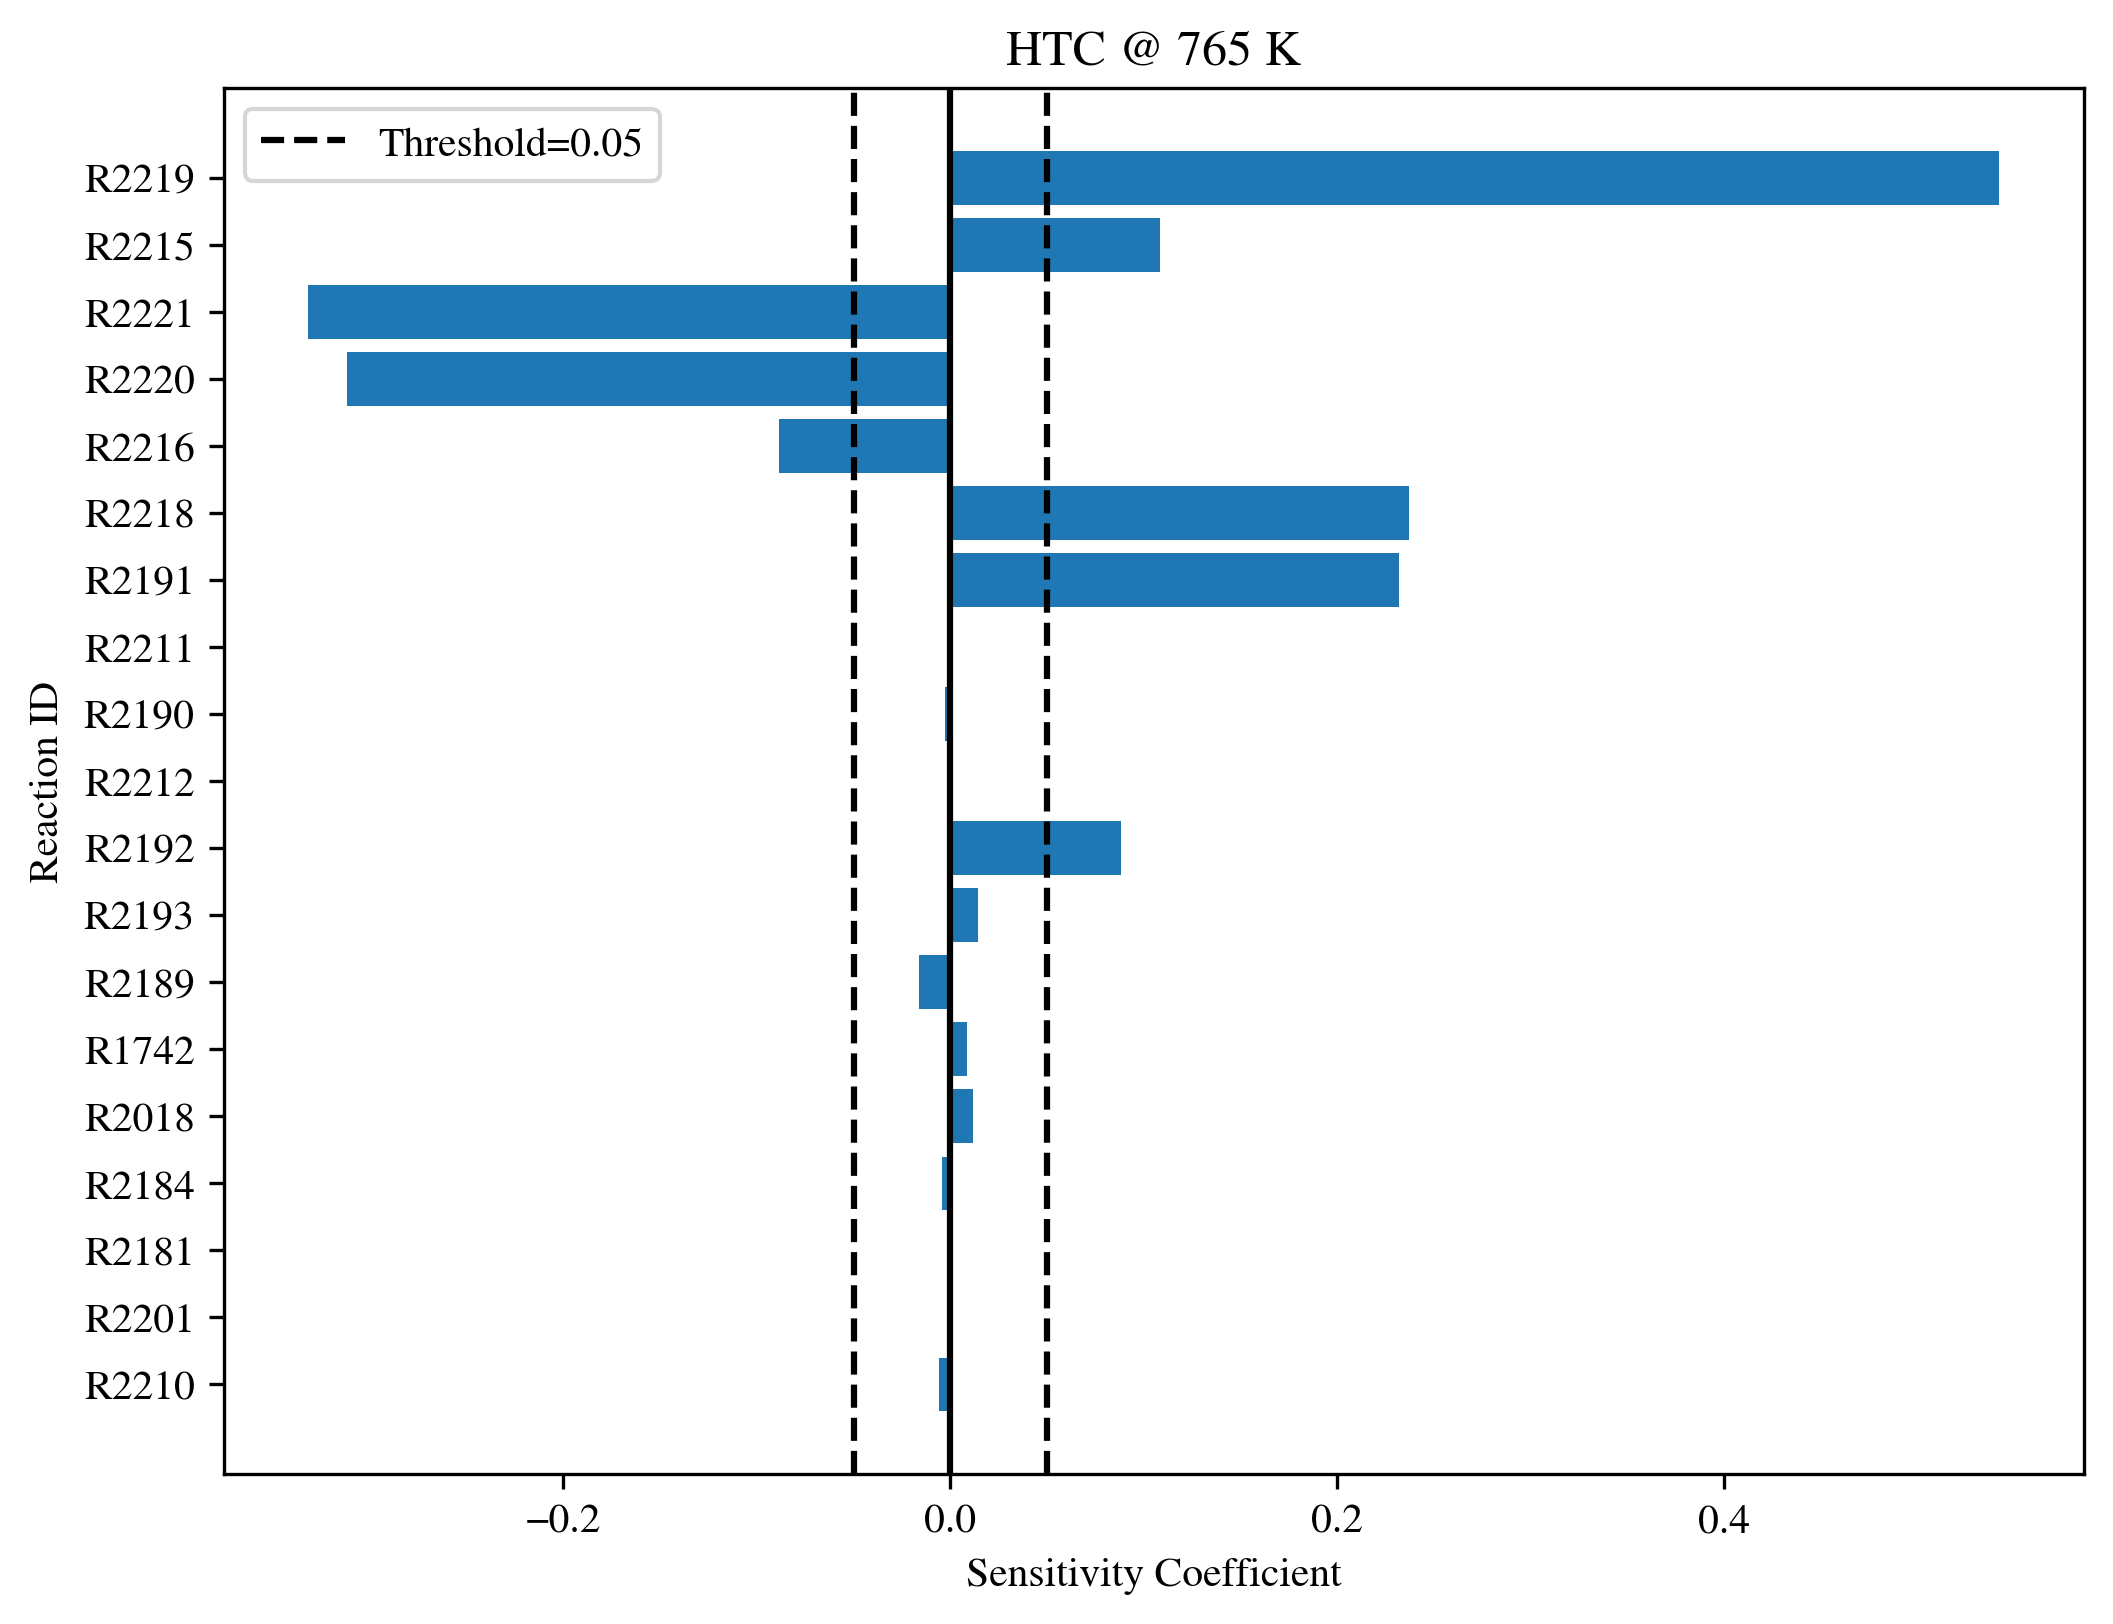 HTC @ 765 K
Threshold=0.05
R2219
R2215
R2221
R2220
R2216
R2218
R2191
R2211
R2190
R2212
R2192
R2193
R2189
R1742
R2018
R2184
R2181
R2201
R2210
Reaction ID
−0.2 0.0 0.2 0.4
Sensitivity Coefficient